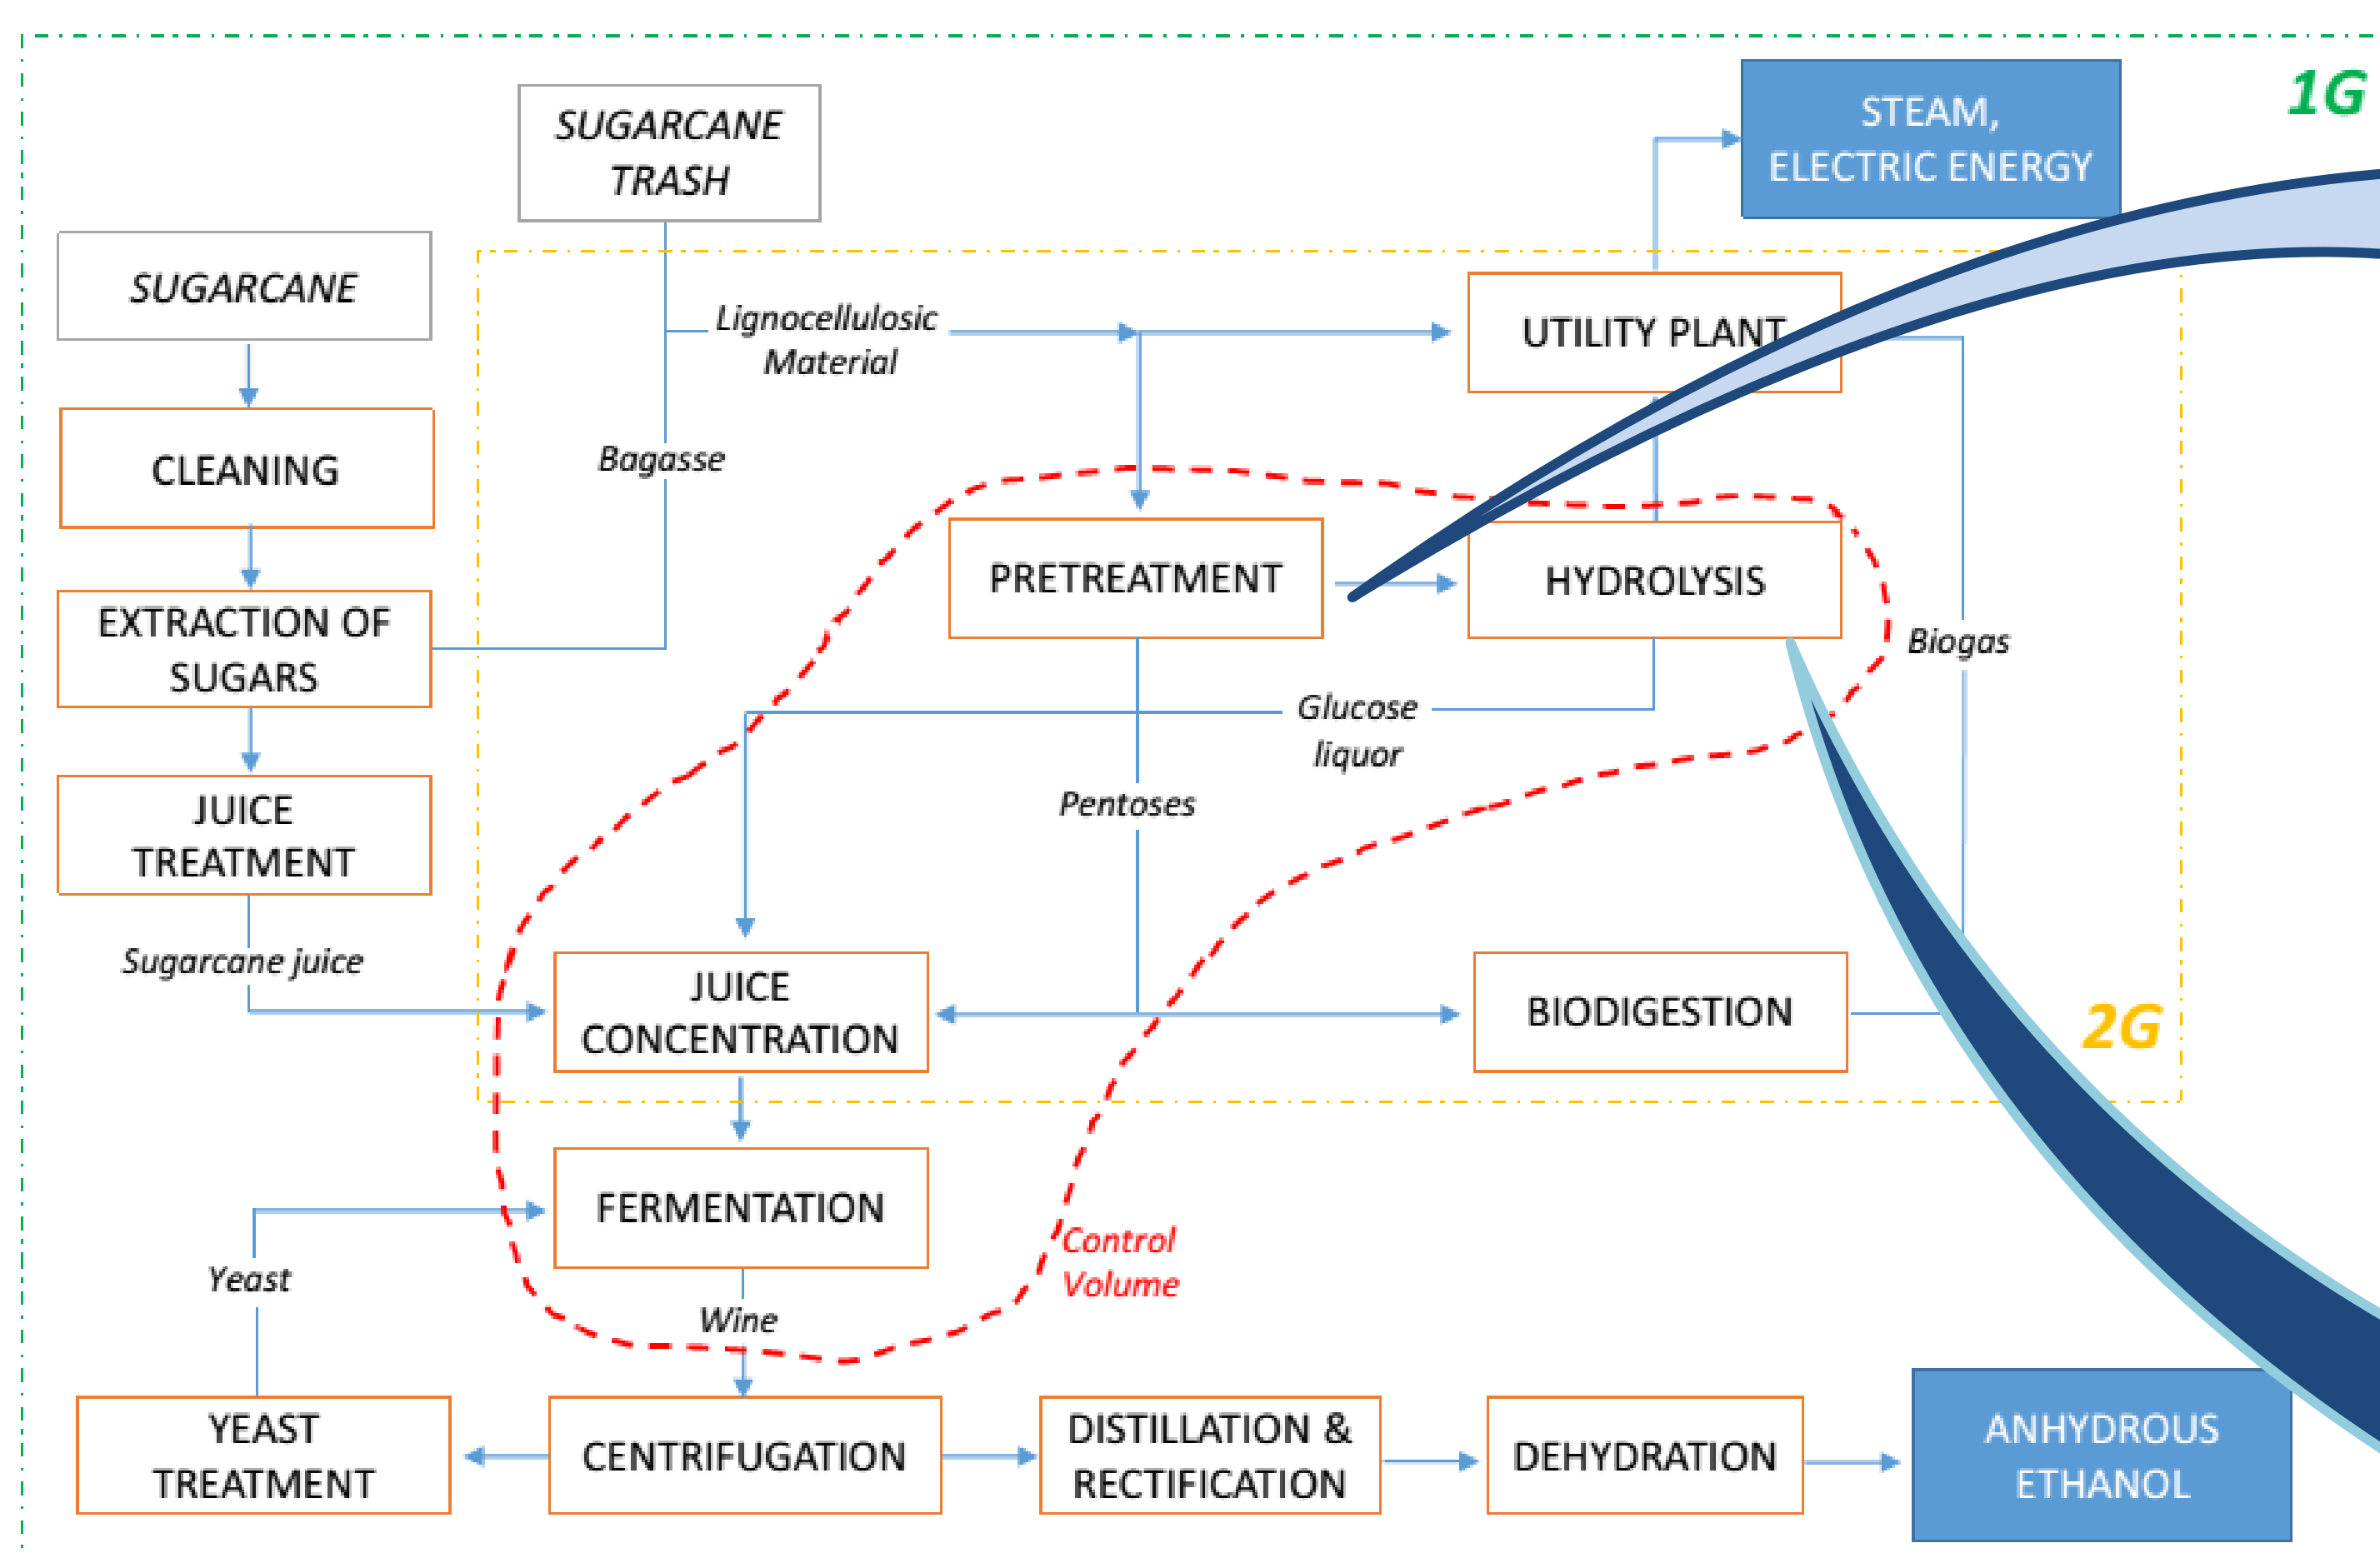 1G
STEAM,
ELECTRIC ENERGY
SUGARCANE
TRASH
SUGARCANE
Lignocellulosic
Material
UTILITY PLANT
CLEANING
Bagasse
PRETREATMENT
HYDROLYSIS
EXTRACTION OF
SUGARS
Biogas
Glucose
liquor
Pentoses
JUICE
TREATMENT
Sugarcane juice
JUICE
CONCENTRATION
BIODIGESTION
2G
FERMENTATION
Control
Volume
Yeast
Wine
YEAST
TREATMENT
CENTRIFUGATION
DISTILLATION &
RECTIFICATION
DEHYDRATION
ANHYDROUS
ETHANOL